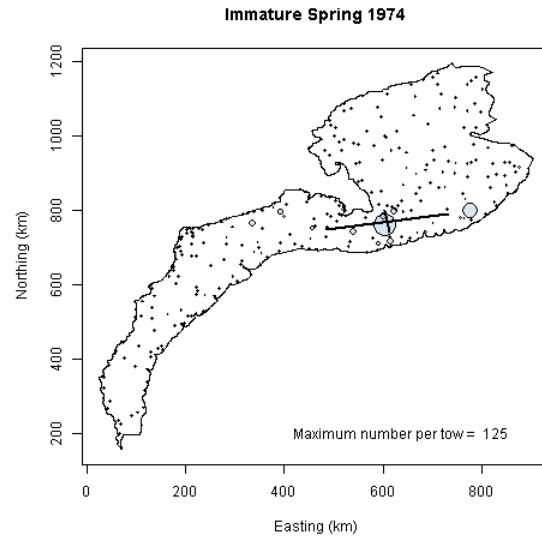 Immature Spring 1974
Northing (km)
1200
1000
800
600
400
200
Maximum number per tow = 125
0 200 400 600 800
Easting (km)